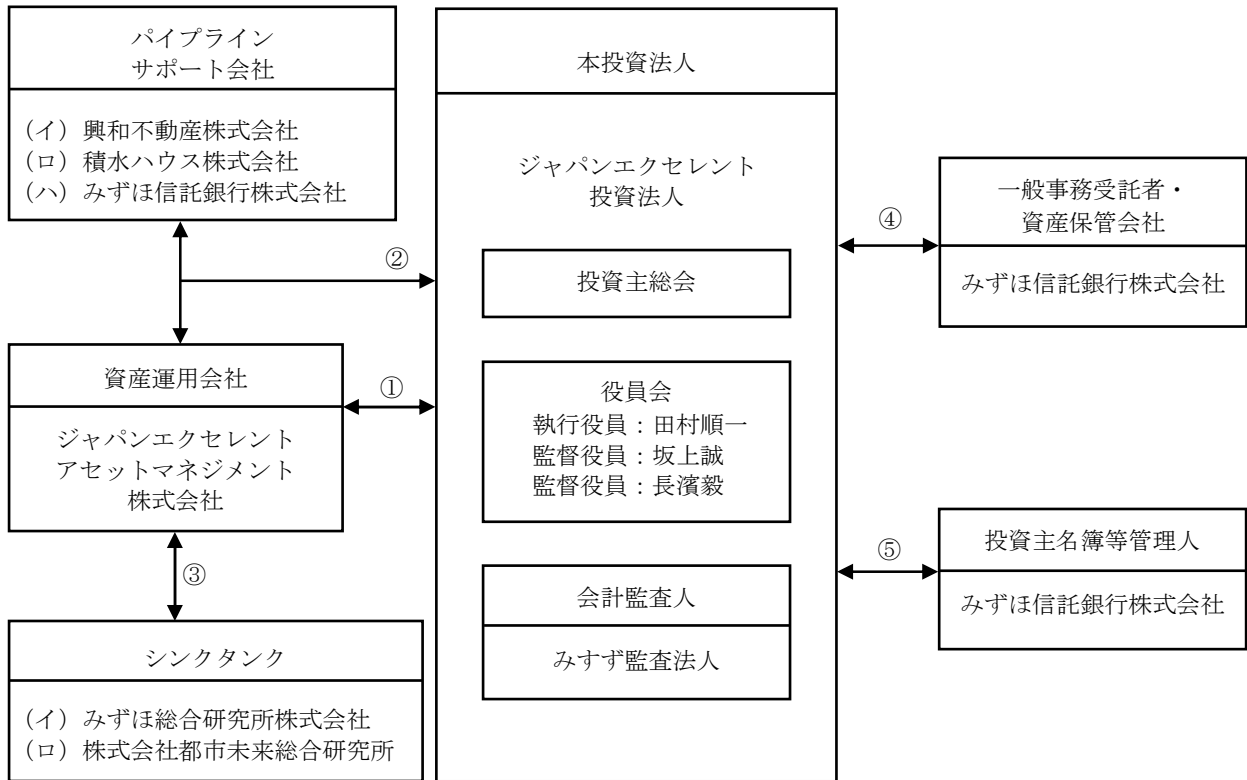 パイプライン
サポート会社
（イ）興和不動産株式会社
（ロ）積水ハウス株式会社
（ハ）みずほ信託銀行株式会社
②
資産運用会社
ジャパンエクセレント
アセットマネジメント
株式会社
①
③
シンクタンク
（イ）みずほ総合研究所株式会社
（ロ）株式会社都市未来総合研究所
本投資法人
ジャパンエクセレント
投資法人
投資主総会
役員会
執行役員：田村順一
監督役員：坂上誠
監督役員：長濱毅
会計監査人
みすず監査法人
④
一般事務受託者・
資産保管会社
みずほ信託銀行株式会社
⑤
投資主名簿等管理人
みずほ信託銀行株式会社